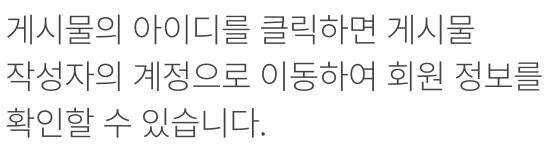 게시물의 아이디를 클릭하면 게시물
작성자의 계정으로 이동하여 회원 정보를
확인할 수 있습니다.